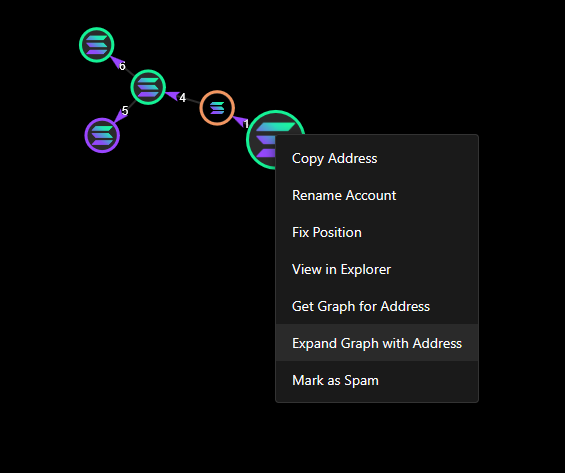 6
5
4
1
Copy Address
Rename Account
Fix Position
View in Explorer
Get Graph for Address
Expand Graph with Address
Mark as Spam